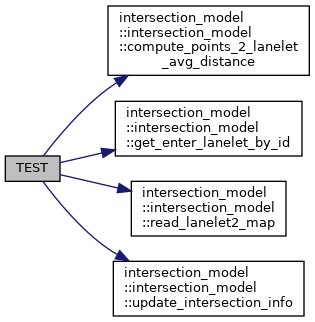 intersection_model
::intersection_model
::compute_points_2_lanelet
_avg_distance
intersection_model
::intersection_model
::get_enter_lanelet_by_id
TEST
intersection_model
::intersection_model
::read_lanelet2_map
intersection_model
::intersection_model
::update_intersection_info